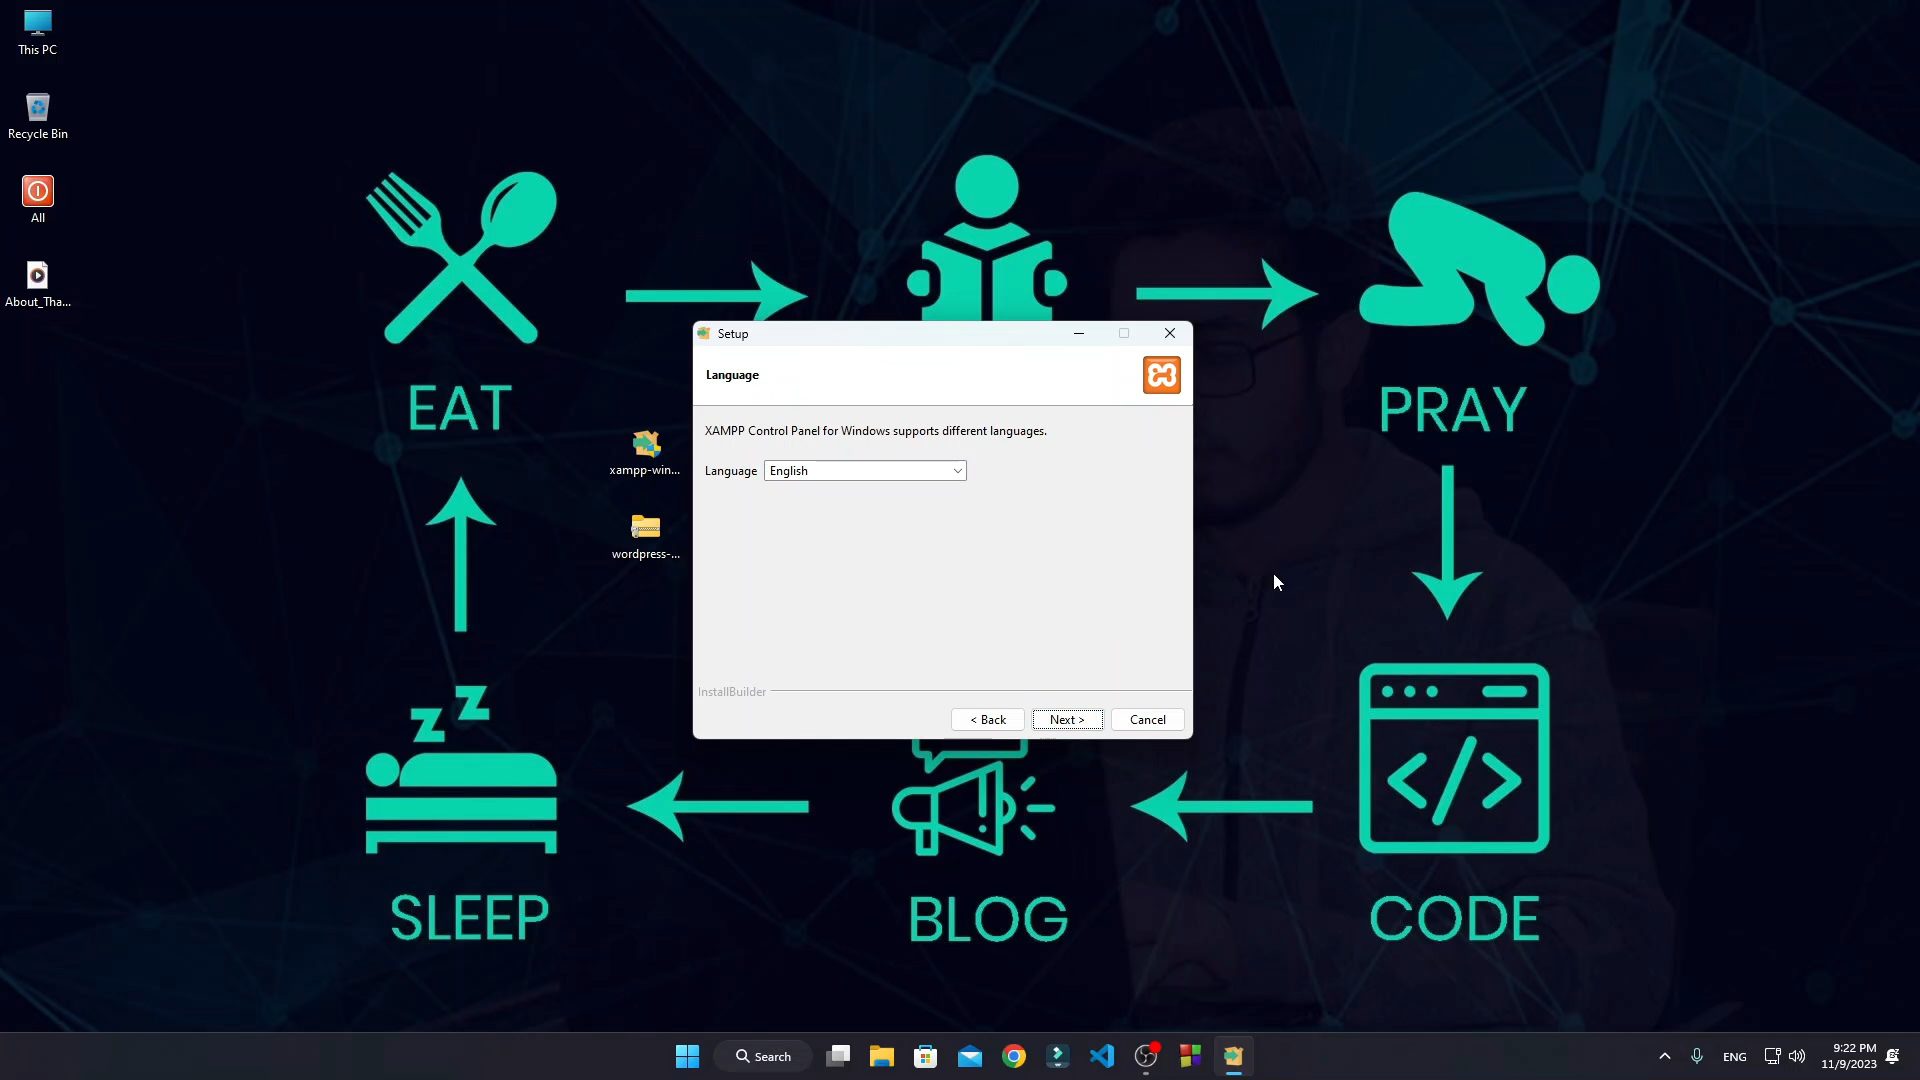 This PC
Recycle Bin
All
About_Tha...
EAT
PRAY
Setup
Language
XAMPP Control Panel for Windows supports different languages.
Language English
xampp-win...
wordpress-...
InstallBuilder
< Back Next > Cancel
SLEEP
BLOG
CODE
Search
ENG
9:22 PM
11/9/2023